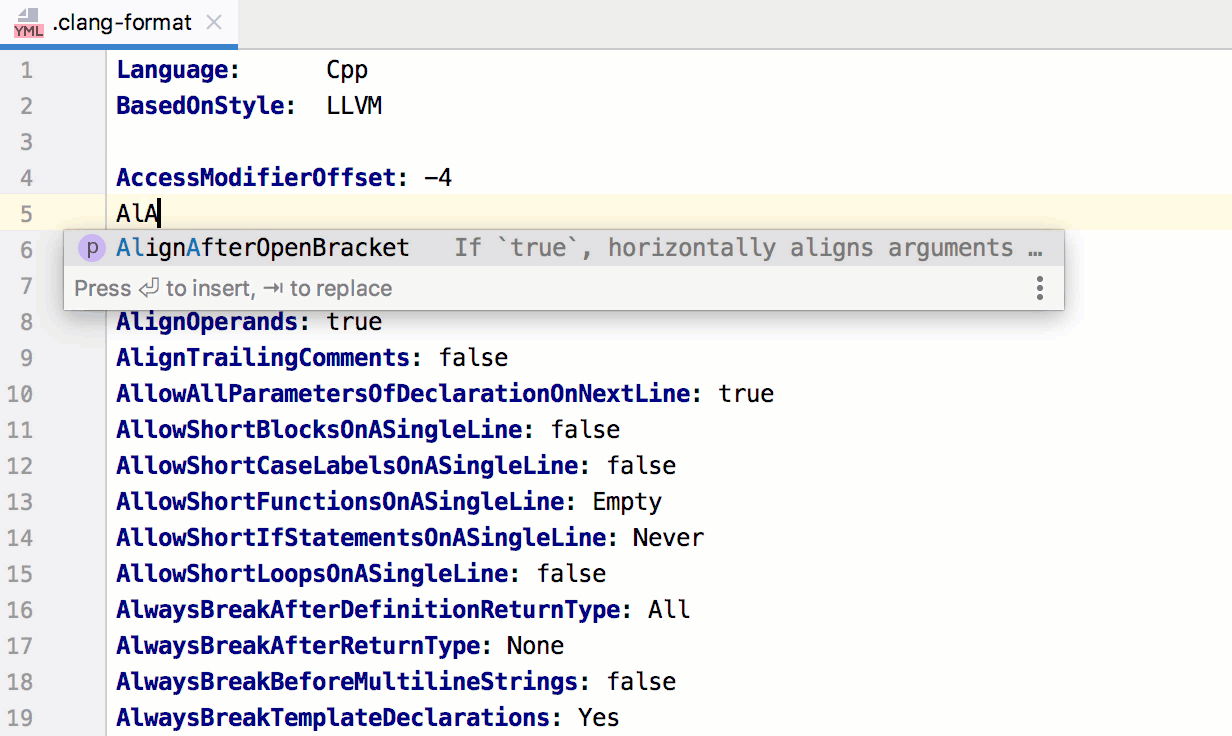 YML .clang-format
1 Language: Cpp
2 BasedOnStyle: LLVM
3
4 AccessModifierOffset: -4
5 AlA
6 p AlignAfterOpenBracket If `true`, horizontally aligns arguments …
7 Press ⏎ to insert, ⇥ to replace
8 AlignOperands: true
9 AlignTrailingComments: false
10 AllowAllParametersOfDeclarationOnNextLine: true
11 AllowShortBlocksOnASingleLine: false
12 AllowShortCaseLabelsOnASingleLine: false
13 AllowShortFunctionsOnASingleLine: Empty
14 AllowShortIfStatementsOnASingleLine: Never
15 AllowShortLoopsOnASingleLine: false
16 AlwaysBreakAfterDefinitionReturnType: All
17 AlwaysBreakAfterReturnType: None
18 AlwaysBreakBeforeMultilineStrings: false
19 AlwaysBreakTemplateDeclarations: Yes